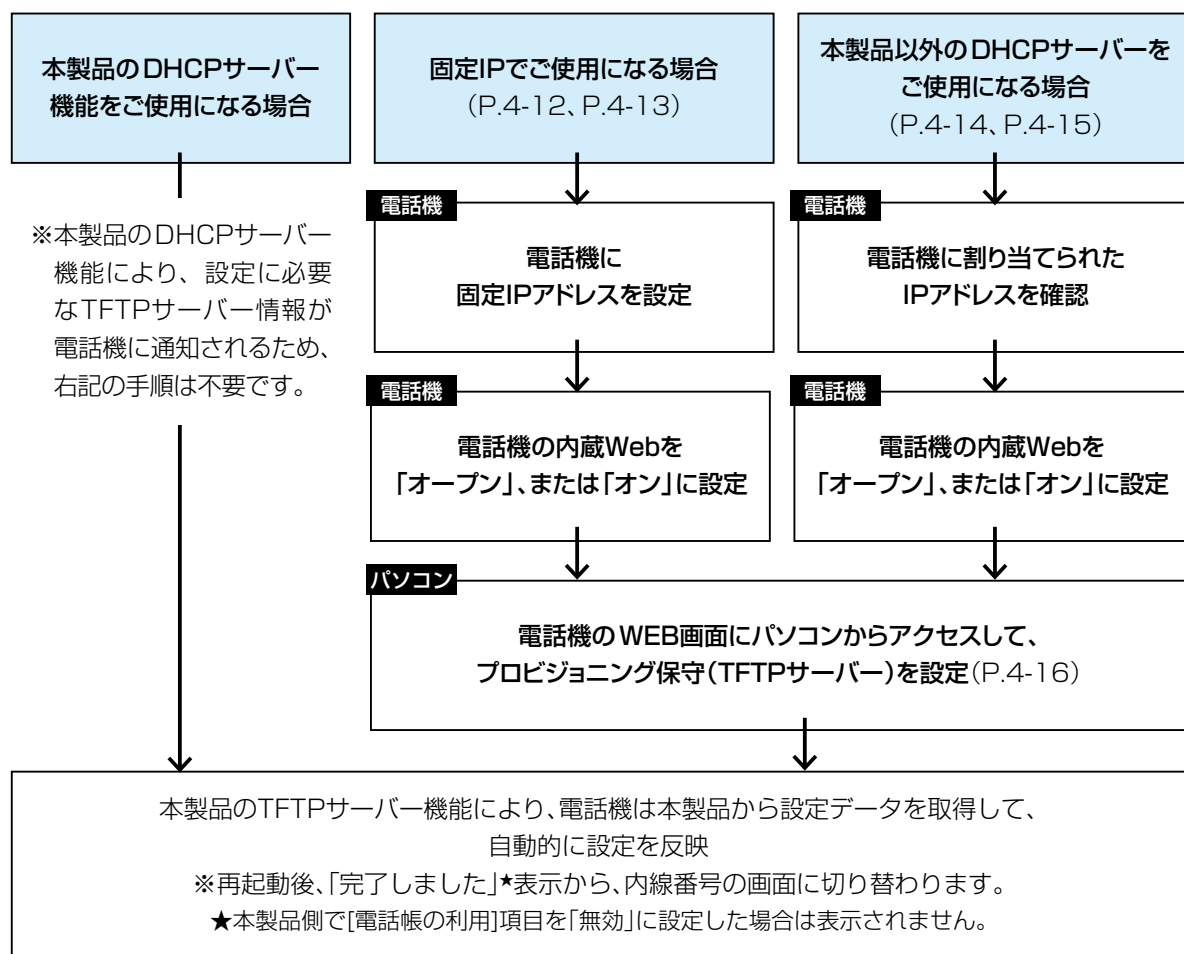 本製品のDHCPサーバー
機能をご使用になる場合
※本製品のDHCPサーバー
機能により、設定に必要
なTFTPサーバー情報が
電話機に通知されるため、
右記の手順は不要です。
固定IPでご使用になる場合
(P.4-12、P.4-13)
電話機
電話機に
固定IPアドレスを設定
電話機
電話機の内蔵Webを
「オープン」、または「オン」に設定
本製品以外のDHCPサーバーを
ご使用になる場合
(P.4-14、P.4-15)
電話機
電話機に割り当てられた
IPアドレスを確認
電話機
電話機の内蔵Webを
「オープン」、または「オン」に設定
パソコン
電話機のWEB画面にパソコンからアクセスして、
プロビジョニング保守(TFTPサーバー)を設定(P.4-16)
本製品のTFTPサーバー機能により、電話機は本製品から設定データを取得して、
自動的に設定を反映
※再起動後、「完了しました」★表示から、内線番号の画面に切り替わります。
★本製品側で[電話帳の利用]項目を「無効」に設定した場合は表示されません。